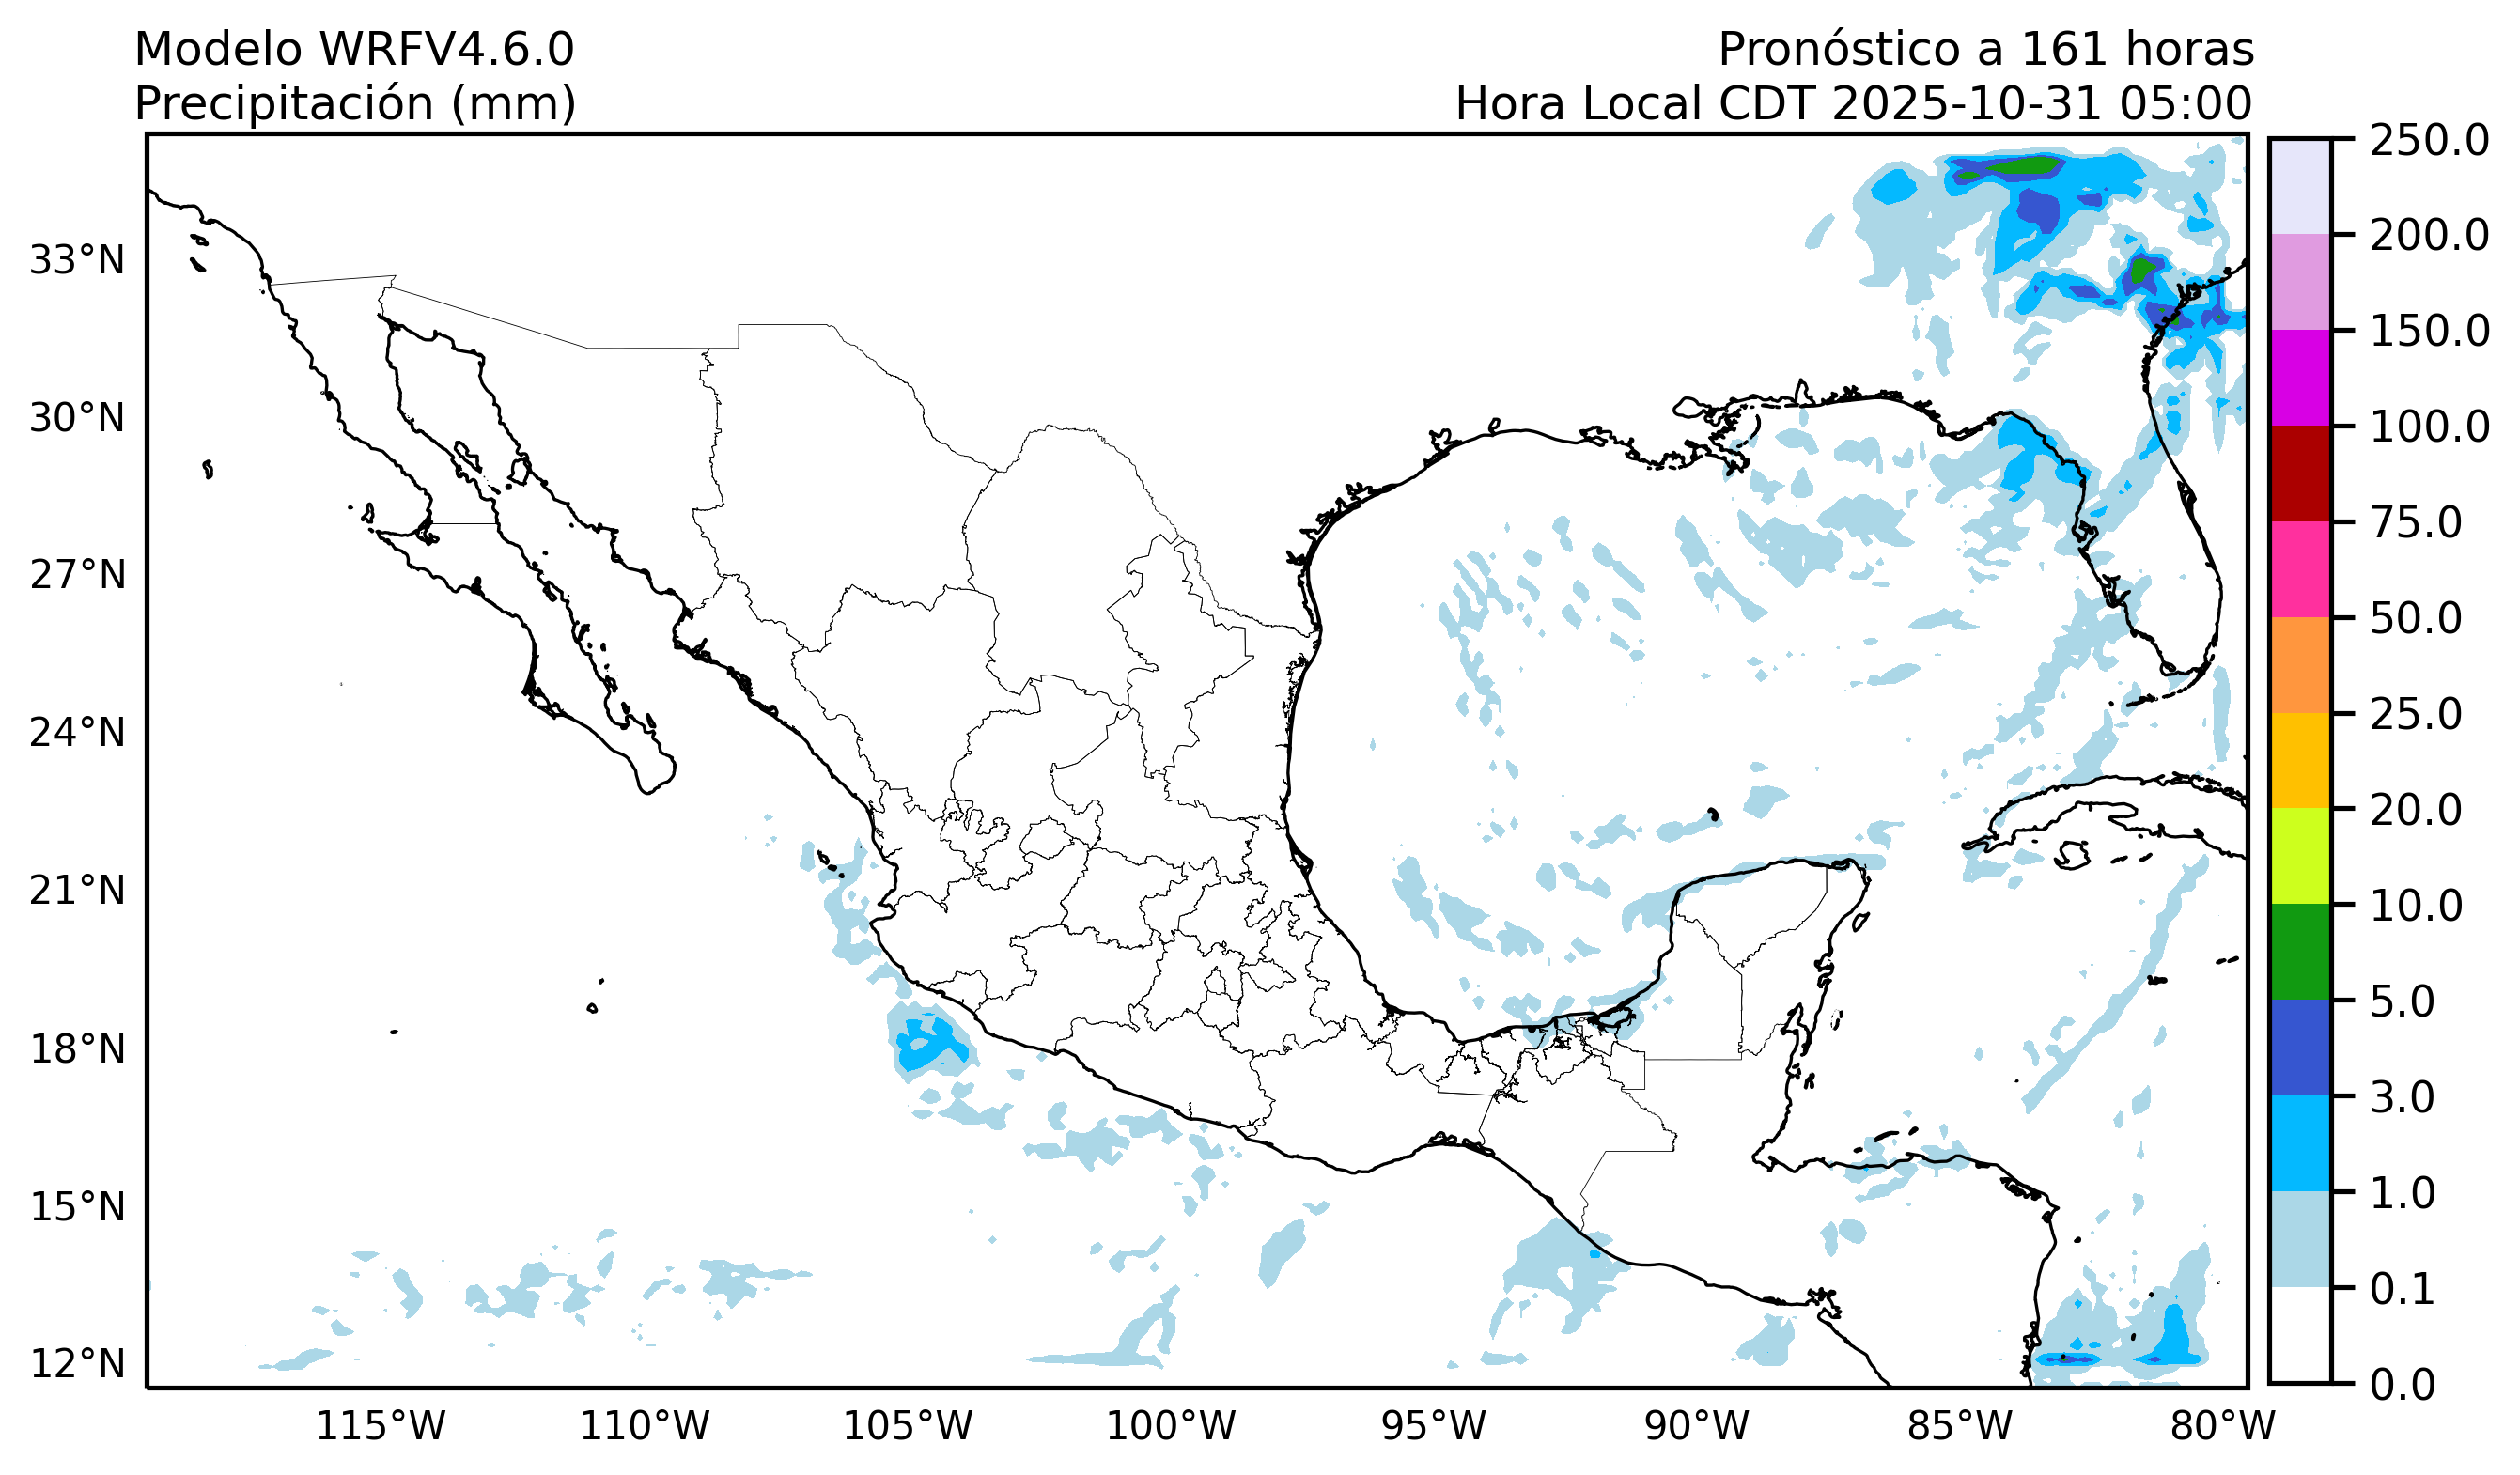 Modelo WRFV4.6.0
Precipitación (mm)
Pronóstico a 161 horas
Hora Local CDT 2025-10-31 05:00
33°N
30°N
27°N
24°N
21°N
18°N
15°N
12°N
115°W
110°W
105°W
100°W
95°W
90°W
85°W
80°W
250.0
200.0
150.0
100.0
75.0
50.0
25.0
20.0
10.0
5.0
3.0
1.0
0.1
0.0